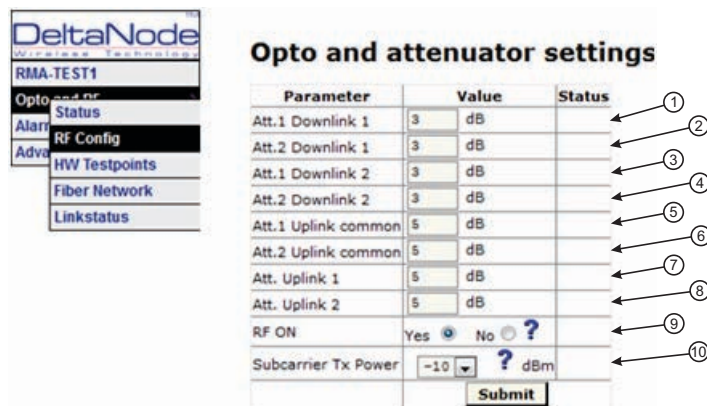 DeltaNode
TM
Wireless Technology
RMA-TEST1
Opto and RF
Status
RF Config
HW Testpoints
Fiber Network
Linkstatus
Opto and attenuator settings
Parameter Value Status
Att.1 Downlink 1 3 dB 1
Att.2 Downlink 1 3 dB 2
Att.1 Downlink 2 3 dB 3
Att.2 Downlink 2 3 dB 4
Att.1 Uplink common 5 dB 5
Att.2 Uplink common 5 dB 6
Att. Uplink 1 5 dB 7
Att. Uplink 2 5 dB 8
RF ON Yes No ? 9
Subcarrier Tx Power -10 ? dBm 10
Submit